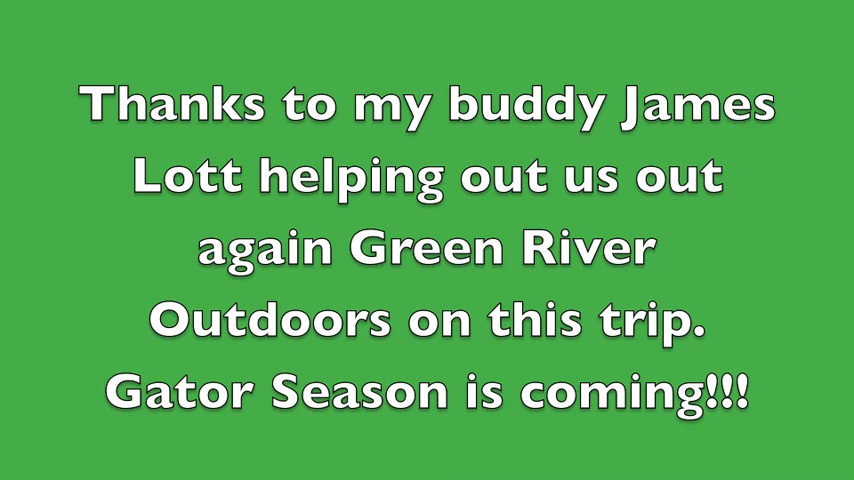 Thanks to my buddy James
Lott helping out us out
again Green River
Outdoors on this trip.
Gator Season is coming!!!